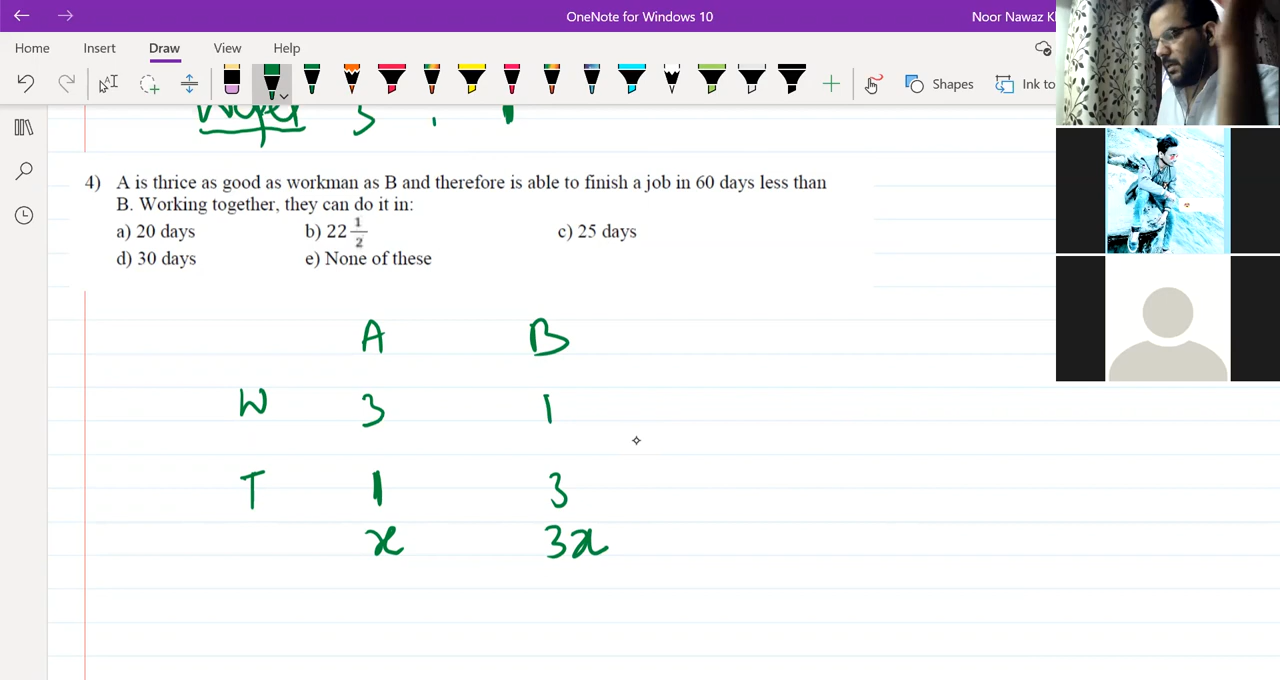 OneNote for Windows 10
Noor Nawaz Kh
Home Insert Draw View Help
Shapes Ink to
3 : 1
4) A is thrice as good as workman as B and therefore is able to finish a job in 60 days less than
B. Working together, they can do it in:
a) 20 days b) 22 1/2 c) 25 days
d) 30 days e) None of these
A B
W 3 1
T 1 3
x 3x